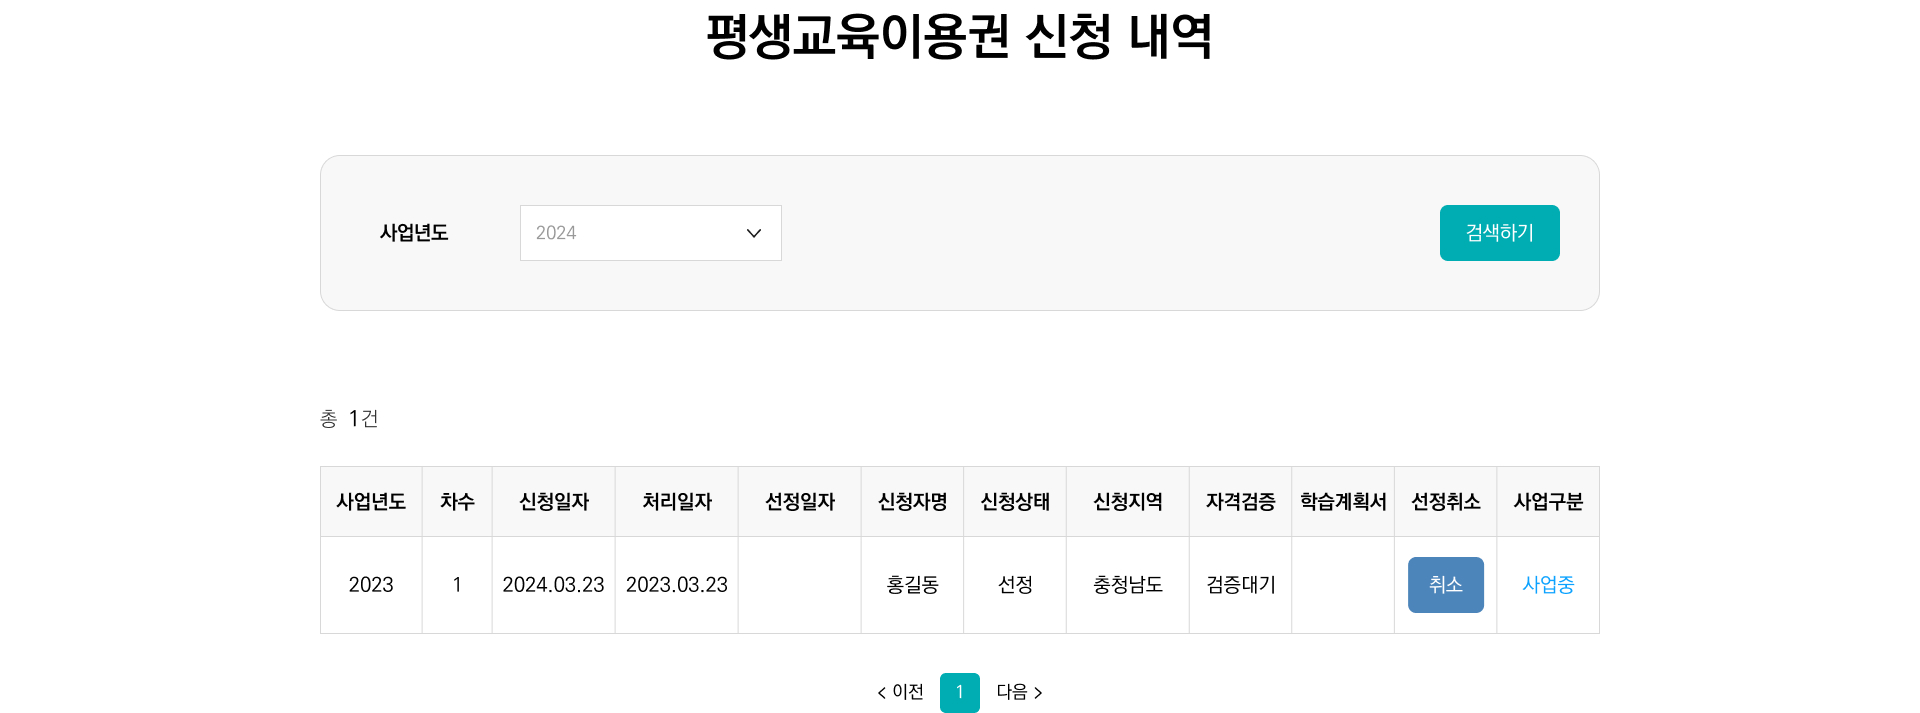 평생교육이용권 신청 내역
사업년도 2024 검색하기
총 1건
사업년도 차수 신청일자 처리일자 선정일자 신청자명 신청상태 신청지역 자격검증 학습계획서 선정취소 사업구분
2023 1 2024.03.23 2023.03.23 홍길동 선정 충청남도 검증대기 취소 사업중
< 이전 1 다음 >